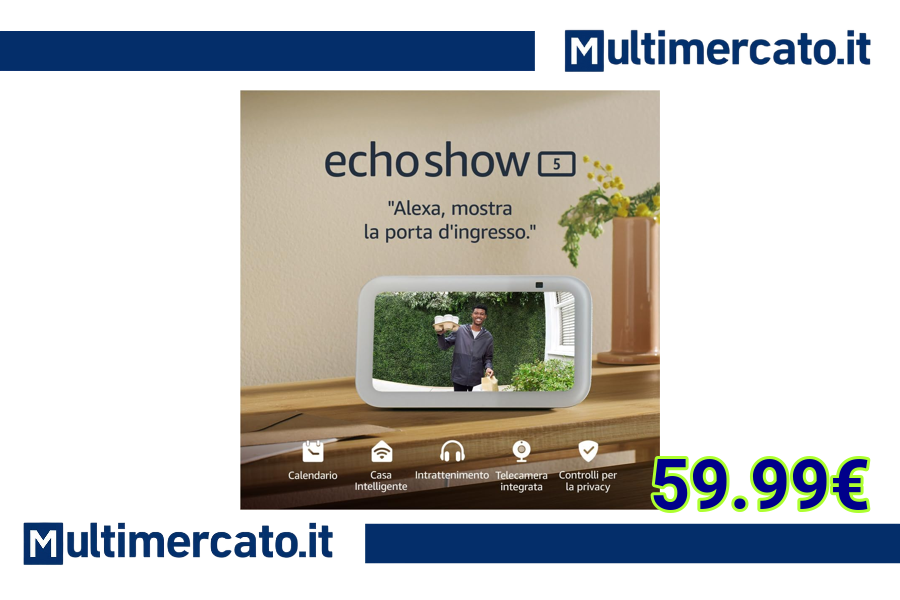 Multimercato.it
echo show 5
"Alexa, mostra
la porta d'ingresso."
Calendario
Casa
Intelligente
Intrattenimento
Telecamera
integrata
Controlli per
la privacy
59.99€
Multimercato.it